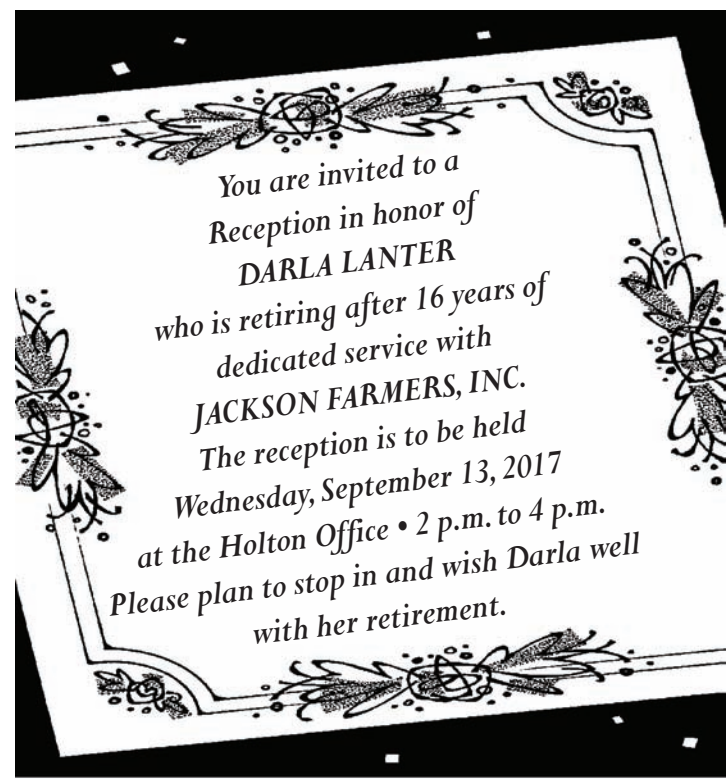 You are invited to a
Reception in honor of
DARLA LANTER
who is retiring after 16 years of
dedicated service with
JACKSON FARMERS, INC.
The reception is to be held
Wednesday, September 13, 2017
at the Holton Office • 2 p.m. to 4 p.m.
Please plan to stop in and wish Darla well
with her retirement.